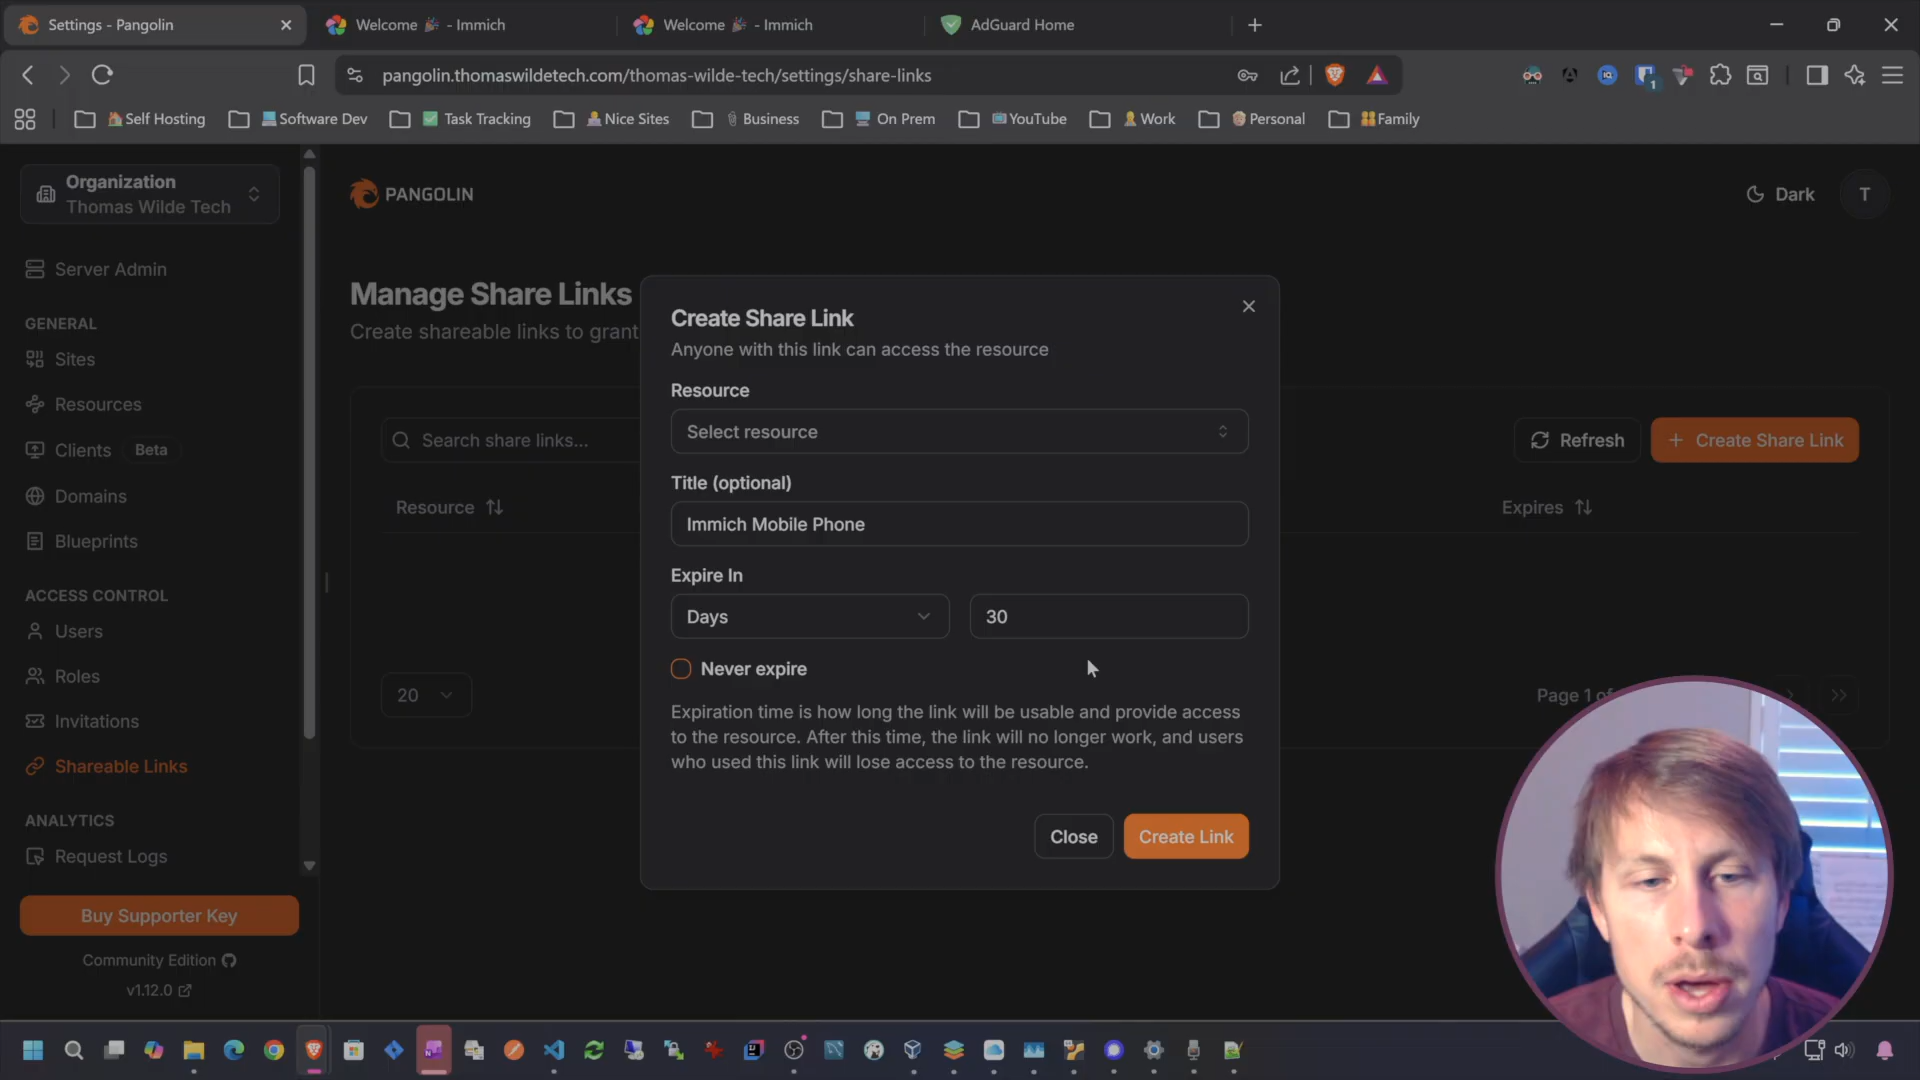 Settings - Pangolin
Welcome 🎉 - Immich
Welcome 🎉 - Immich
AdGuard Home
pangolin.thomaswildetech.com/thomas-wilde-tech/settings/share-links
1
Self Hosting
Software Dev
Task Tracking
Nice Sites
Business
On Prem
YouTube
Work
Personal
Family
Organization
Thomas Wilde Tech
PANGOLIN
Dark
T
Server Admin
GENERAL
Sites
Resources
Clients Beta
Domains
Blueprints
ACCESS CONTROL
Users
Roles
Invitations
Shareable Links
ANALYTICS
Request Logs
Buy Supporter Key
Community Edition
v1.12.0
Manage Share Links
Create shareable links to grant
Search share links...
Refresh
Create Share Link
Resource
Expires
20
Page 1 of
Create Share Link
Anyone with this link can access the resource
Resource
Select resource
Title (optional)
Immich Mobile Phone
Expire In
Days
30
Never expire
Expiration time is how long the link will be usable and provide access
to the resource. After this time, the link will no longer work, and users
who used this link will lose access to the resource.
Close
Create Link